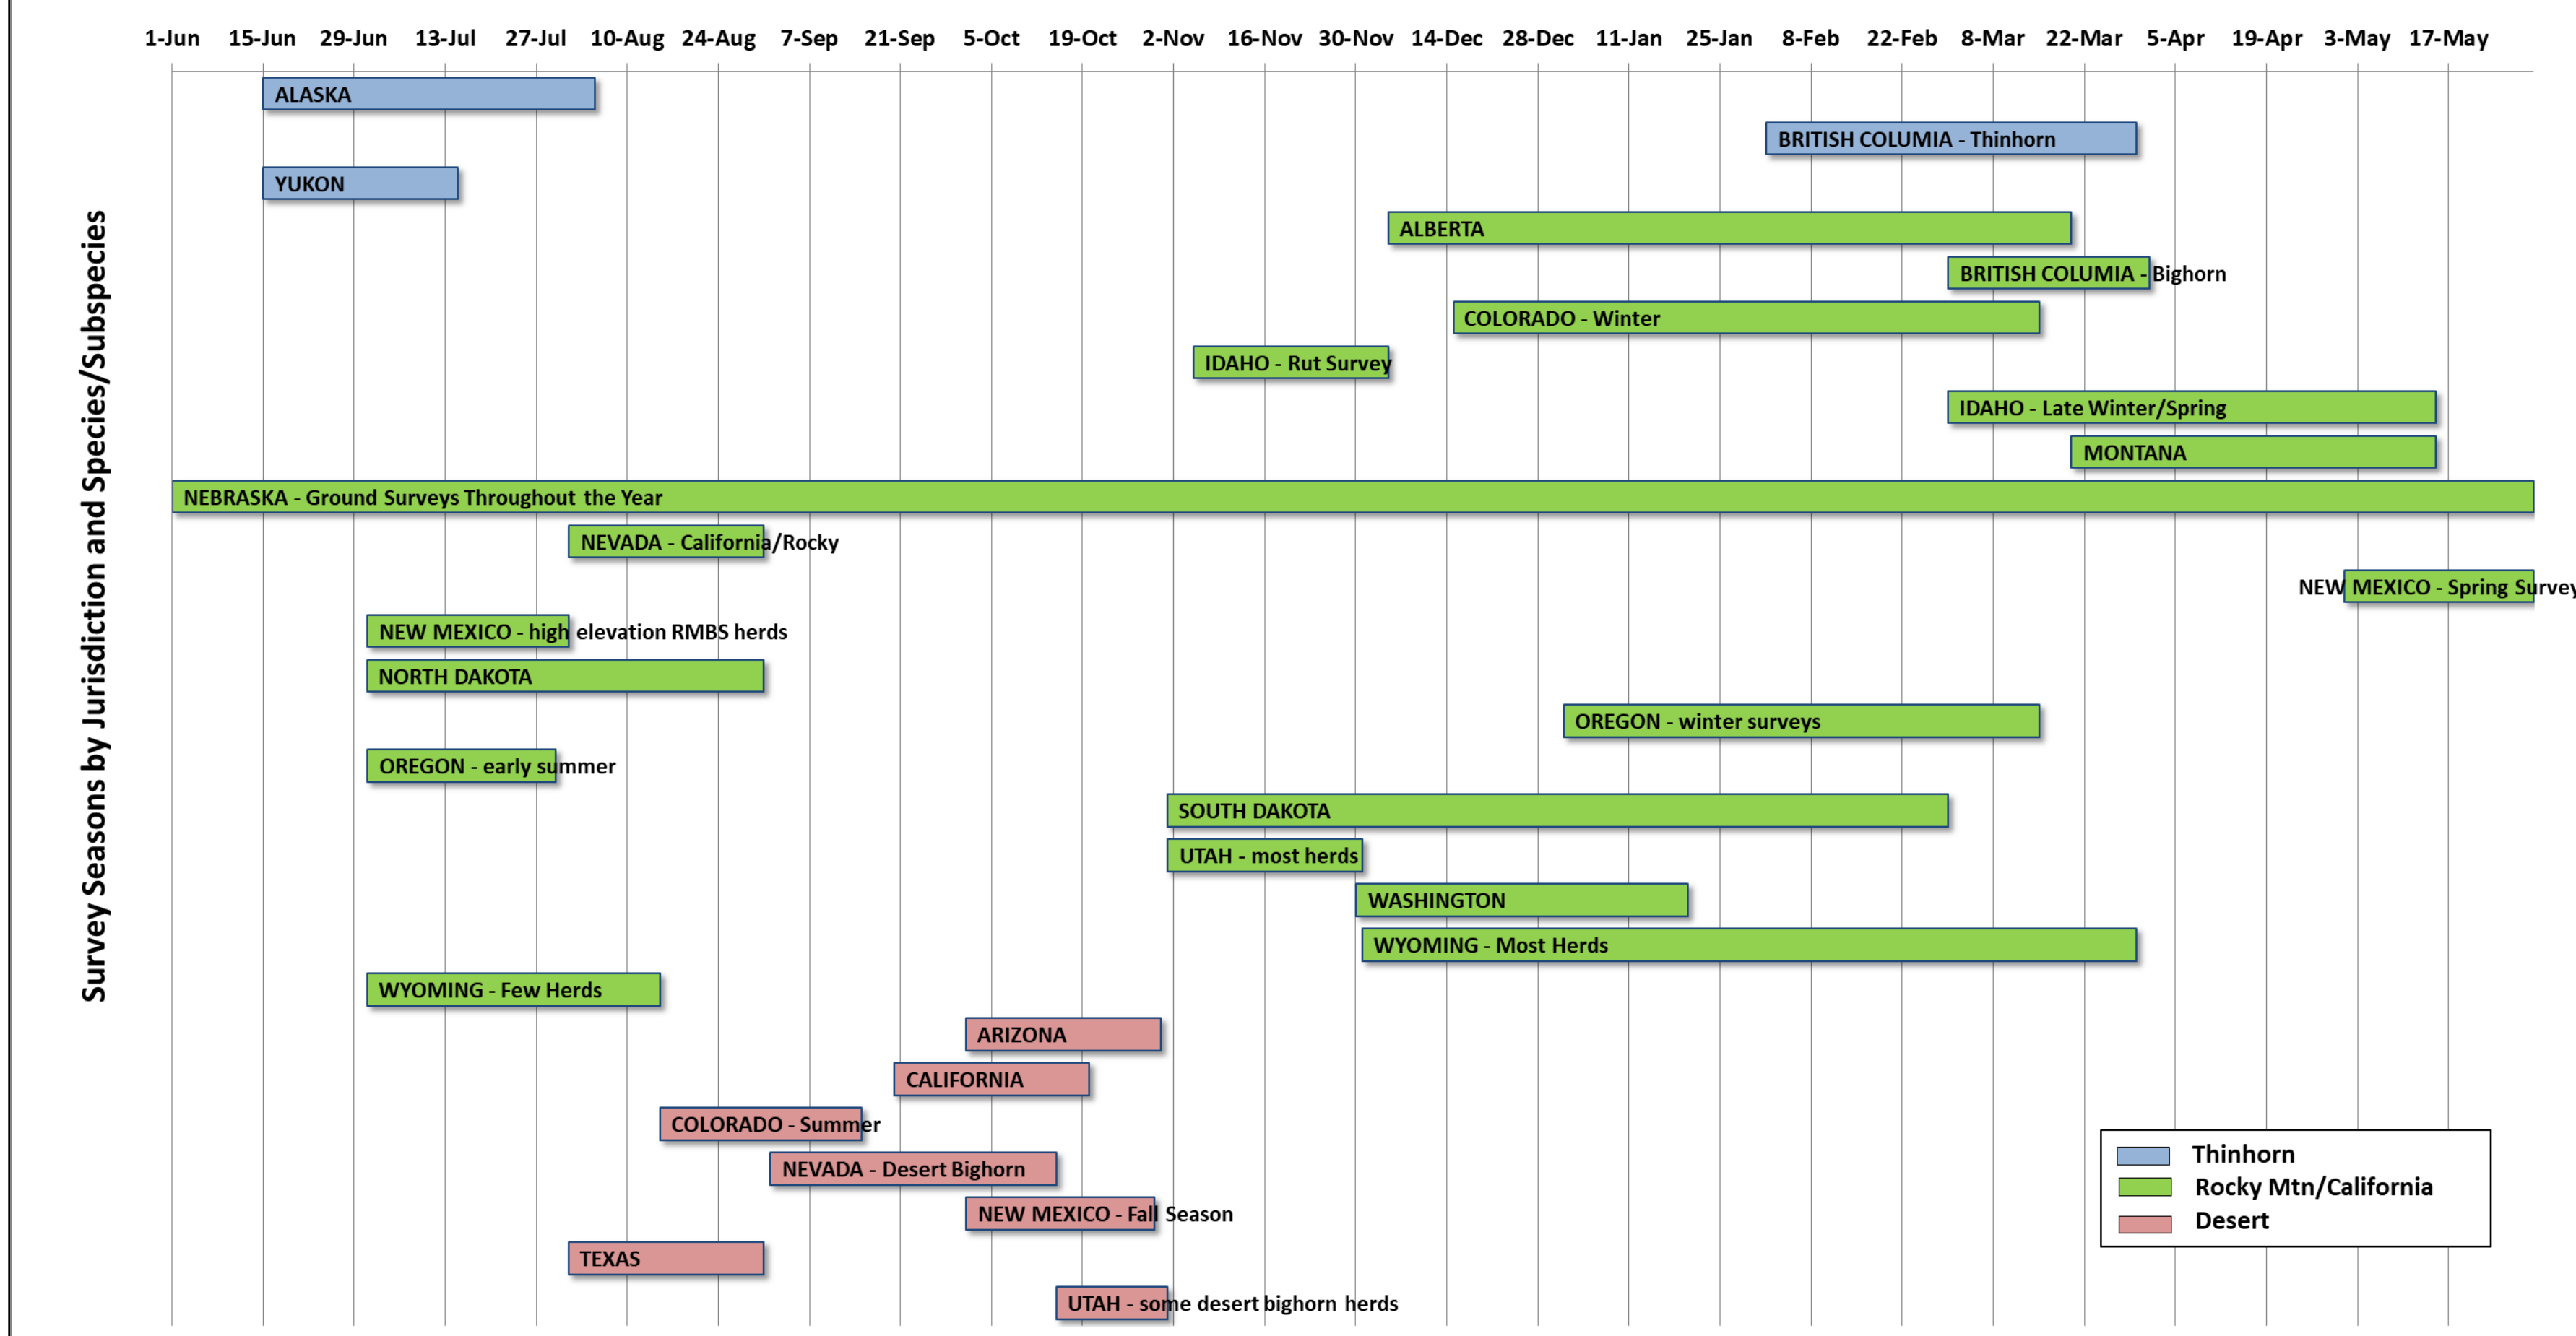 1-Jun 15-Jun 29-Jun 13-Jul 27-Jul 10-Aug 24-Aug 7-Sep 21-Sep 5-Oct 19-Oct 2-Nov 16-Nov 30-Nov 14-Dec 28-Dec 11-Jan 25-Jan 8-Feb 22-Feb 8-Mar 22-Mar 5-Apr 19-Apr 3-May 17-May
Survey Seasons by Jurisdiction and Species/Subspecies
ALASKA
BRITISH COLUMIA - Thinhorn
YUKON
ALBERTA
BRITISH COLUMIA - Bighorn
COLORADO - Winter
IDAHO - Rut Survey
IDAHO - Late Winter/Spring
MONTANA
NEBRASKA - Ground Surveys Throughout the Year
NEVADA - California/Rocky
NEW MEXICO - Spring Survey
NEW MEXICO - high elevation RMBS herds
NORTH DAKOTA
OREGON - winter surveys
OREGON - early summer
SOUTH DAKOTA
UTAH - most herds
WASHINGTON
WYOMING - Most Herds
WYOMING - Few Herds
ARIZONA
CALIFORNIA
COLORADO - Summer
NEVADA - Desert Bighorn
NEW MEXICO - Fall Season
TEXAS
UTAH - some desert bighorn herds
Thinhorn
Rocky Mtn/California
Desert